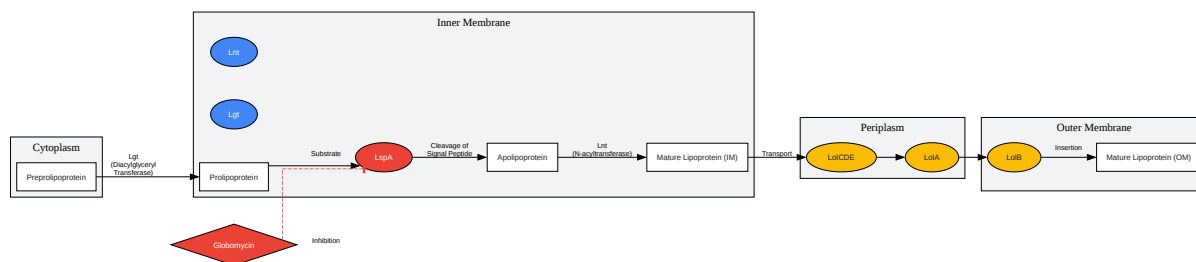 Inner Membrane
Lnt
Lgt
Cytoplasm
Preprolipoprotein
Lgt
(Diacylglyceryl
Transferase)
Prolipoprotein
Substrate
LspA
Cleavage of
Signal Peptide
Apolipoprotein
Lnt
(N-acyltransferase)
Mature Lipoprotein (IM)
Transport
Periplasm
LolCDE
LolA
Outer Membrane
LolB
Insertion
Mature Lipoprotein (OM)
Globomycin
Inhibition